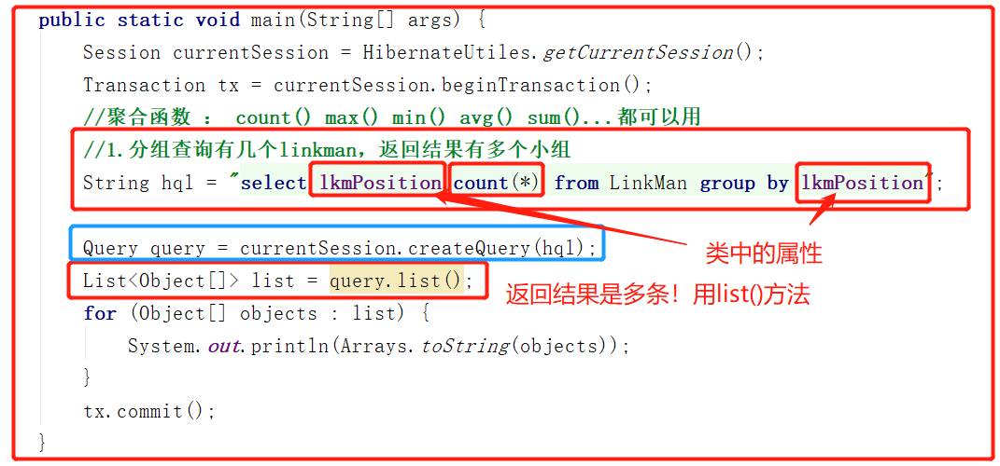 public static void main(String[] args) {
Session currentSession = HibernateUtiles.getCurrentSession();
Transaction tx = currentSession.beginTransaction();
//聚合函数 : count() max() min() avg() sum()...都可以用
//1.分组查询有几个linkman，返回结果有多个小组
String hql = "select lkmPosition count(*) from LinkMan group by lkmPosition";
Query query = currentSession.createQuery(hql);
类中的属性
List<Object[]> list = query.list();
返回结果是多条！用list()方法
for (Object[] objects : list) {
System.out.println(Arrays.toString(objects));
}
tx.commit();
}